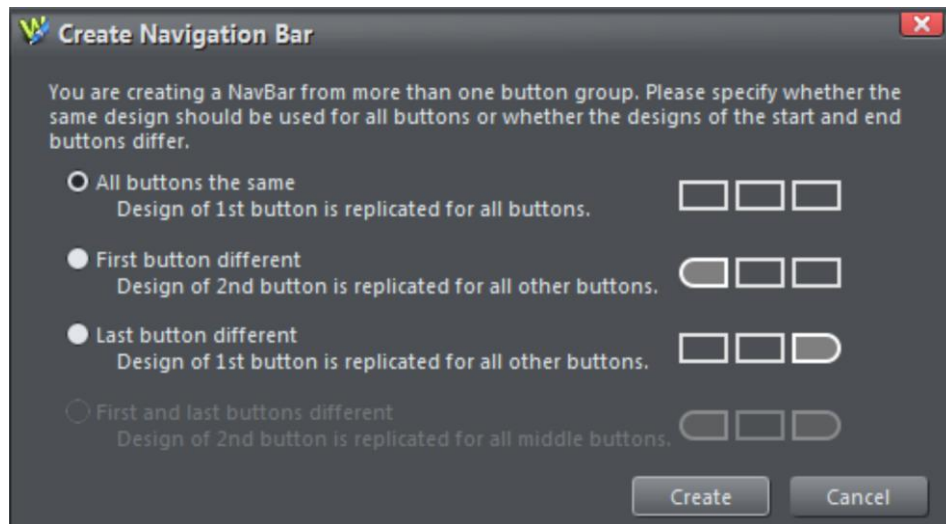 Create Navigation Bar
You are creating a NavBar from more than one button group. Please specify whether the
same design should be used for all buttons or whether the designs of the start and end
buttons differ.
All buttons the same
Design of 1st button is replicated for all buttons.
First button different
Design of 2nd button is replicated for all other buttons.
Last button different
Design of 1st button is replicated for all other buttons.
First and last buttons different
Design of 2nd button is replicated for all middle buttons.
Create Cancel